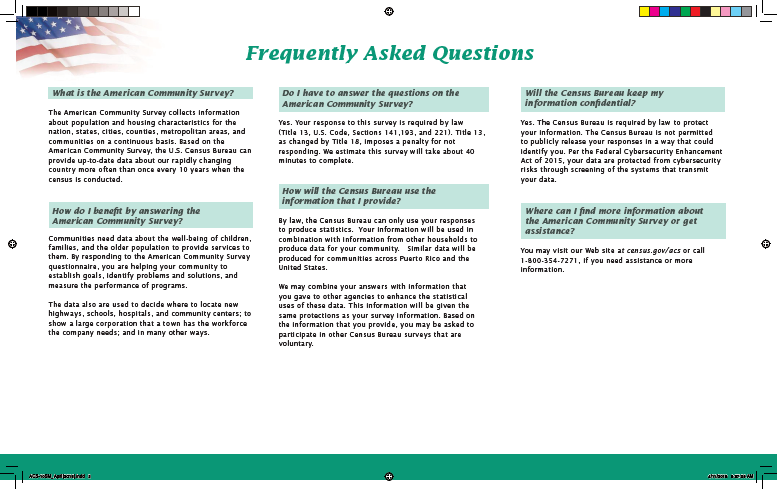 Frequently Asked Questions
What is the American Community Survey?
The American Community Survey collects information
about population and housing characteristics for the
nation, states, cities, counties, metropolitan areas, and
communities on a continuous basis. Based on the
American Community Survey, the U.S. Census Bureau can
provide up-to-date data about our rapidly changing
country more often than once every 10 years when the
census is conducted.
How do I benefit by answering the
American Community Survey?
Communities need data about the well-being of children,
families, and the older population to provide services to
them. By responding to the American Community Survey
questionnaire, you are helping your community to
establish goals, identify problems and solutions, and
measure the performance of programs.
The data also are used to decide where to locate new
highways, schools, hospitals, and community centers; to
show a large corporation that a town has the workforce
the company needs; and in many other ways.
Do I have to answer the questions on the
American Community Survey?
Yes. Your response to this survey is required by law
(Title 13, U.S. Code, Sections 141,193, and 221). Title 13,
as changed by Title 18, imposes a penalty for not
responding. We estimate this survey will take about 40
minutes to complete.
How will the Census Bureau use the
information that I provide?
By law, the Census Bureau can only use your responses
to produce statistics. Your information will be used in
combination with information from other households to
produce data for your community. Similar data will be
produced for communities across Puerto Rico and the
United States.
We may combine your answers with information that
you gave to other agencies to enhance the statistical
uses of these data. This information will be given the
same protections as your survey information. Based on
the information that you provide, you may be asked to
participate in other Census Bureau surveys that are
voluntary.
Will the Census Bureau keep my
information confidential?
Yes. The Census Bureau is required by law to protect
your information. The Census Bureau is not permitted
to publicly release your responses in a way that could
identify you. Per the Federal Cybersecurity Enhancement
Act of 2015, your data are protected from cybersecurity
risks through screening of the systems that transmit
your data.
Where can I find more information about
the American Community Survey or get
assistance?
You may visit our Web site at census.gov/acs or call
1-800-354-7271, if you need assistance or more
information.